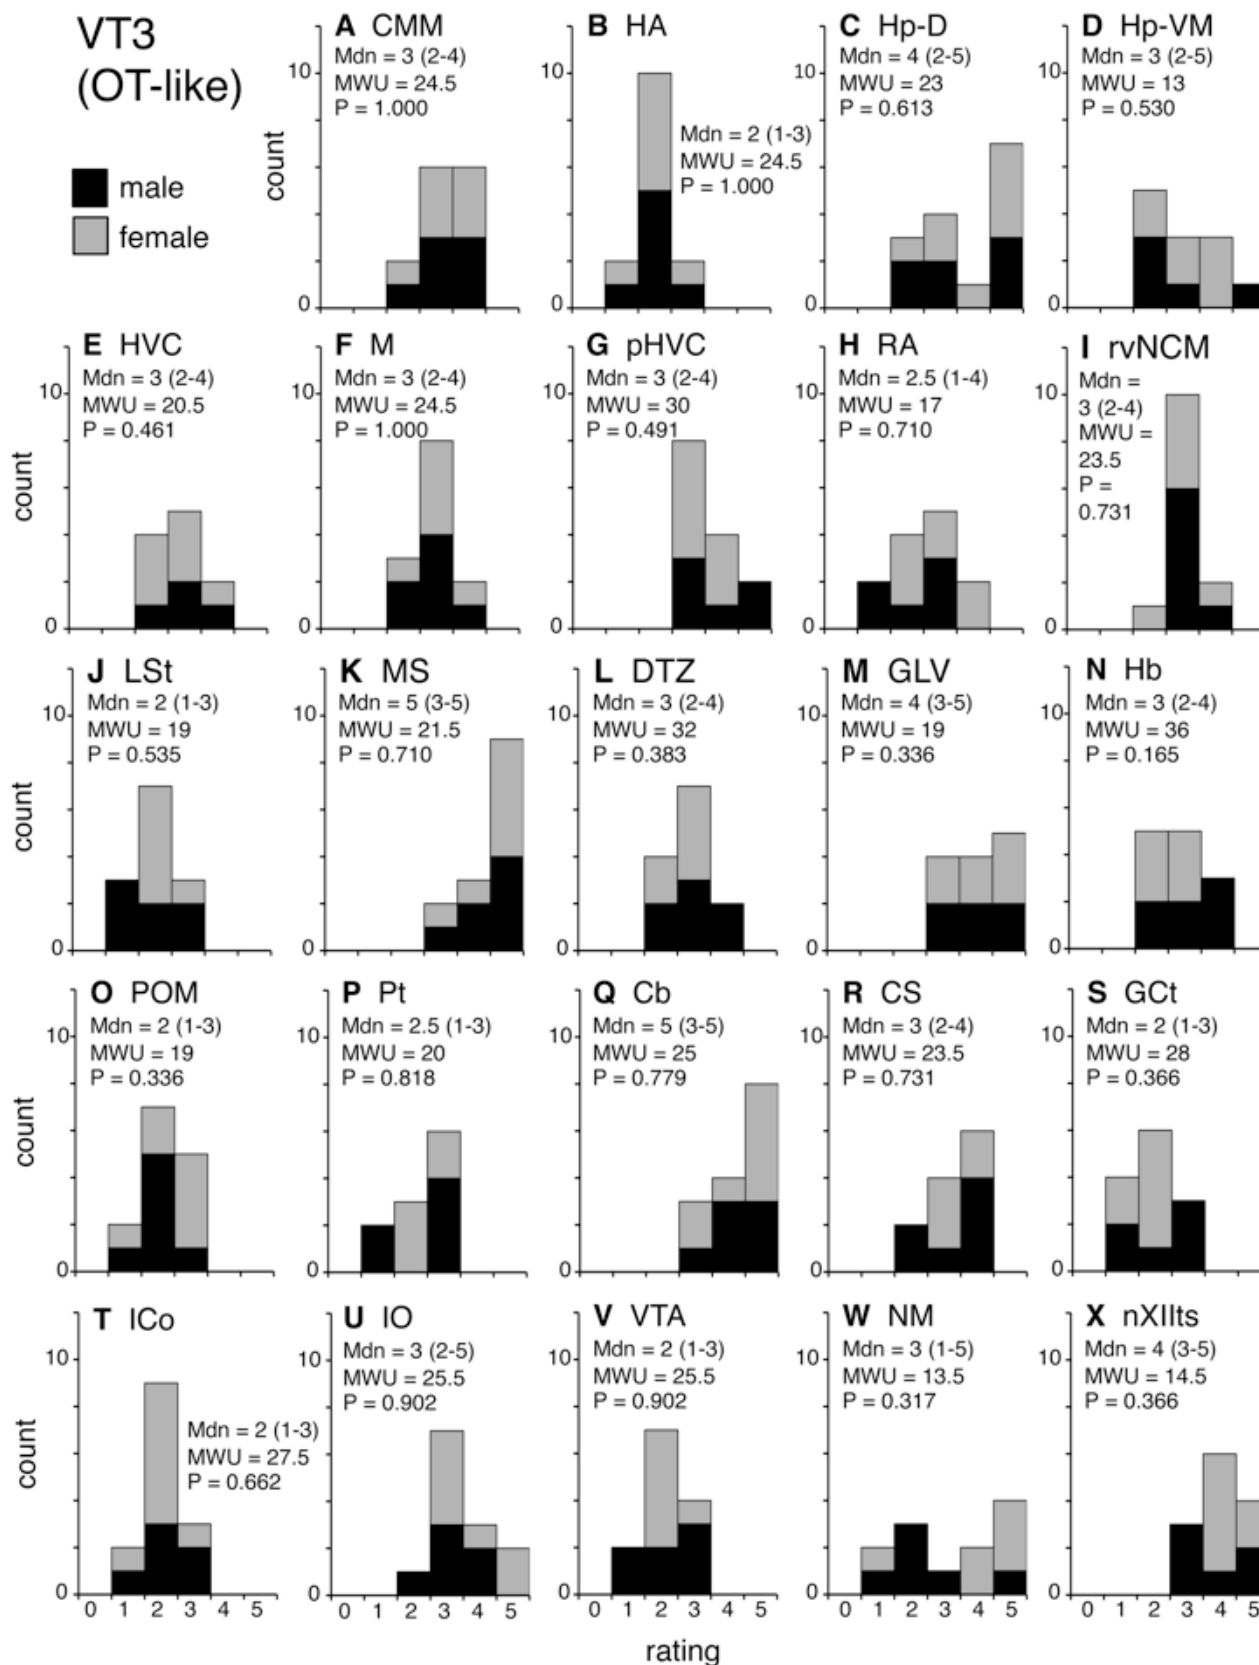 VT3
(OT-like)
male
female
A CMM
Mdn = 3 (2-4)
MWU = 24.5
P = 1.000
10
0
count
B HA
Mdn = 2 (1-3)
MWU = 24.5
P = 1.000
10
0
C Hp-D
Mdn = 4 (2-5)
MWU = 23
P = 0.613
10
0
D Hp-VM
Mdn = 3 (2-5)
MWU = 13
P = 0.530
10
0
E HVC
Mdn = 3 (2-4)
MWU = 20.5
P = 0.461
10
0
count
F M
Mdn = 3 (2-4)
MWU = 24.5
P = 1.000
10
0
G pHVC
Mdn = 3 (2-4)
MWU = 30
P = 0.491
10
0
H RA
Mdn = 2.5 (1-4)
MWU = 17
P = 0.710
10
0
I rvNCM
Mdn =
3 (2-4)
MWU =
23.5
P =
0.731
10
0
J LSt
Mdn = 2 (1-3)
MWU = 19
P = 0.535
10
0
count
K MS
Mdn = 5 (3-5)
MWU = 21.5
P = 0.710
10
0
L DTZ
Mdn = 3 (2-4)
MWU = 32
P = 0.383
10
0
M GLV
Mdn = 4 (3-5)
MWU = 19
P = 0.336
10
0
N Hb
Mdn = 3 (2-4)
MWU = 36
P = 0.165
10
0
O POM
Mdn = 2 (1-3)
MWU = 19
P = 0.336
10
0
count
P Pt
Mdn = 2.5 (1-3)
MWU = 20
P = 0.818
10
0
Q Cb
Mdn = 5 (3-5)
MWU = 25
P = 0.779
10
0
R CS
Mdn = 3 (2-4)
MWU = 23.5
P = 0.731
10
0
S GCt
Mdn = 2 (1-3)
MWU = 28
P = 0.366
10
0
T ICo
Mdn = 2 (1-3)
MWU = 27.5
P = 0.662
10
0
count
0 1 2 3 4 5
U IO
Mdn = 3 (2-5)
MWU = 25.5
P = 0.902
10
0
0 1 2 3 4 5
V VTA
Mdn = 2 (1-3)
MWU = 25.5
P = 0.902
10
0
0 1 2 3 4 5
W NM
Mdn = 3 (1-5)
MWU = 13.5
P = 0.317
10
0
0 1 2 3 4 5
X nXIIts
Mdn = 4 (3-5)
MWU = 14.5
P = 0.366
10
0
0 1 2 3 4 5
rating